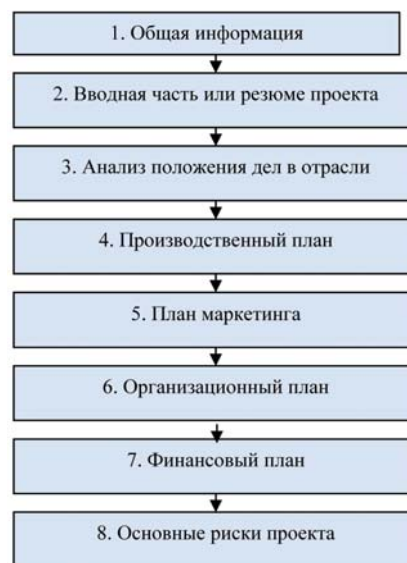 1. Общая информация
2. Вводная часть или резюме проекта
3. Анализ положения дел в отрасли
4. Производственный план
5. План маркетинга
6. Организационный план
7. Финансовый план
8. Основные риски проекта